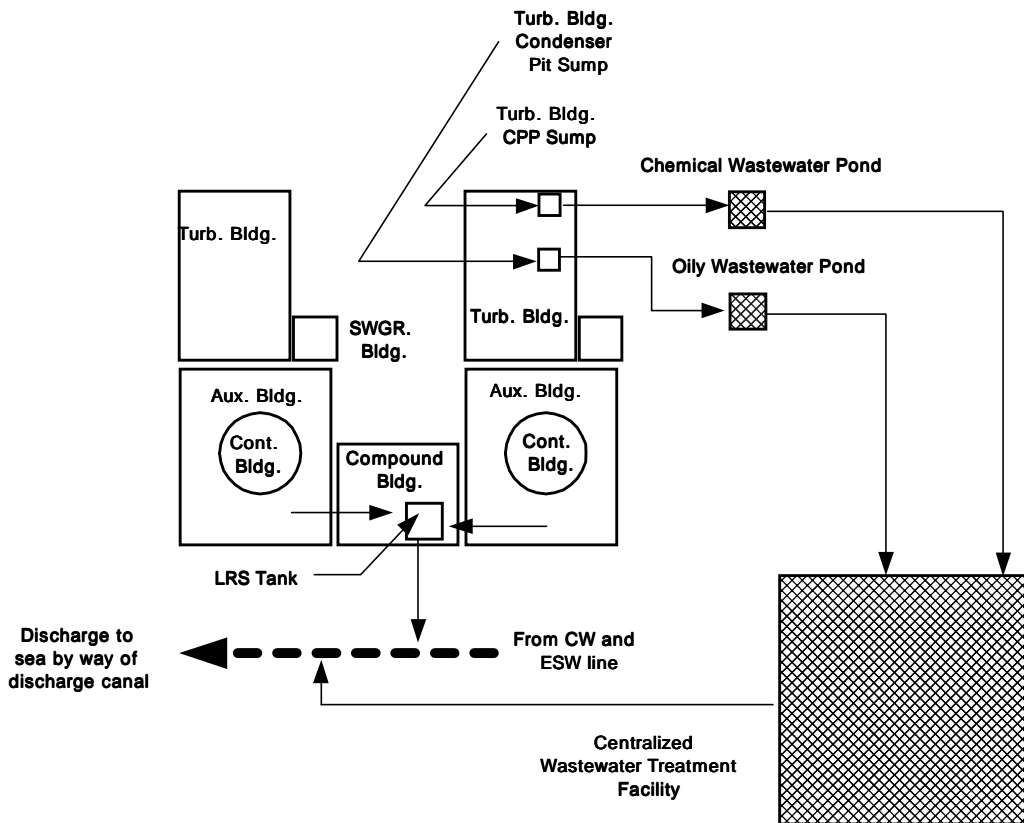 Turb. Bldg.
Condenser
Pit Sump
Turb. Bldg.
CPP Sump
Chemical Wastewater Pond
Turb. Bldg.
Oily Wastewater Pond
Turb. Bldg.
SWGR.
Bldg.
Aux. Bldg.
Aux. Bldg.
Cont.
Bldg.
Compound
Bldg.
Cont.
Bldg.
LRS Tank
Discharge to
sea by way of
discharge canal
From CW and
ESW line
Centralized
Wastewater Treatment
Facility